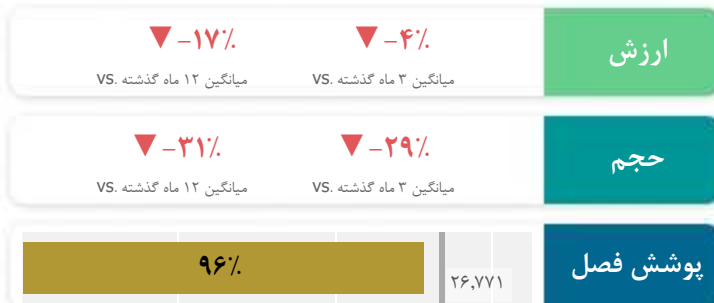 ارزش
▼ -۴٪ ▼ -۱۷٪
میانگین ۳ ماه گذشته .VS میانگین ۱۲ ماه گذشته .VS
حجم
▼ -۲۹٪ ▼ -۳۱٪
میانگین ۳ ماه گذشته .VS میانگین ۱۲ ماه گذشته .VS
پوشش فصل
۹۶٪
۲۶,۷۷۱